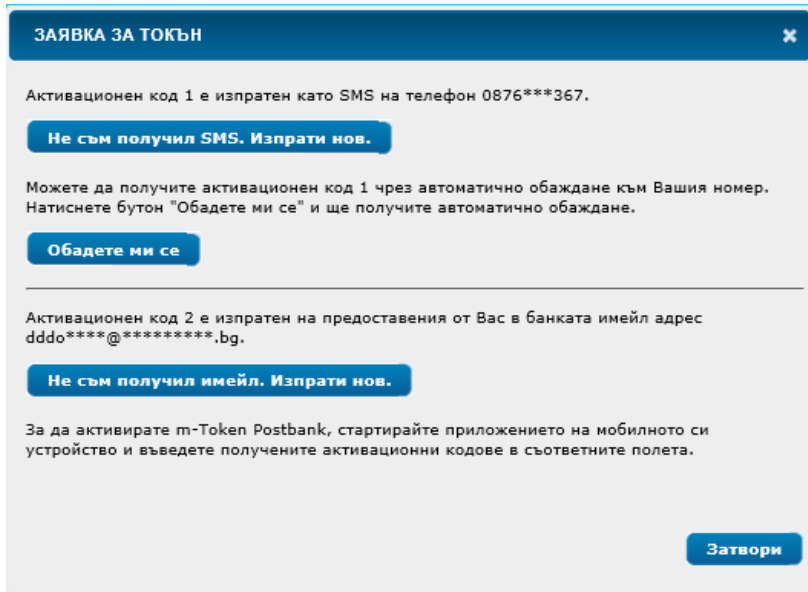 ЗАЯВКА ЗА ТОКЪН
Активационен код 1 е изпратен като SMS на телефон 0876***367.
Не съм получил SMS. Изпрати нов.
Можете да получите активационен код 1 чрез автоматично обаждане към Вашия номер.
Натиснете бутон "Обадете ми се" и ще получите автоматично обаждане.
Обадете ми се
Активационен код 2 е изпратен на предоставения от Вас в банката имейл адрес
dddo****@*********.bg.
Не съм получил имейл. Изпрати нов.
За да активирате m-Token Postbank, стартирайте приложението на мобилното си
устройство и въведете получените активационни кодове в съответните полета.
Затвори